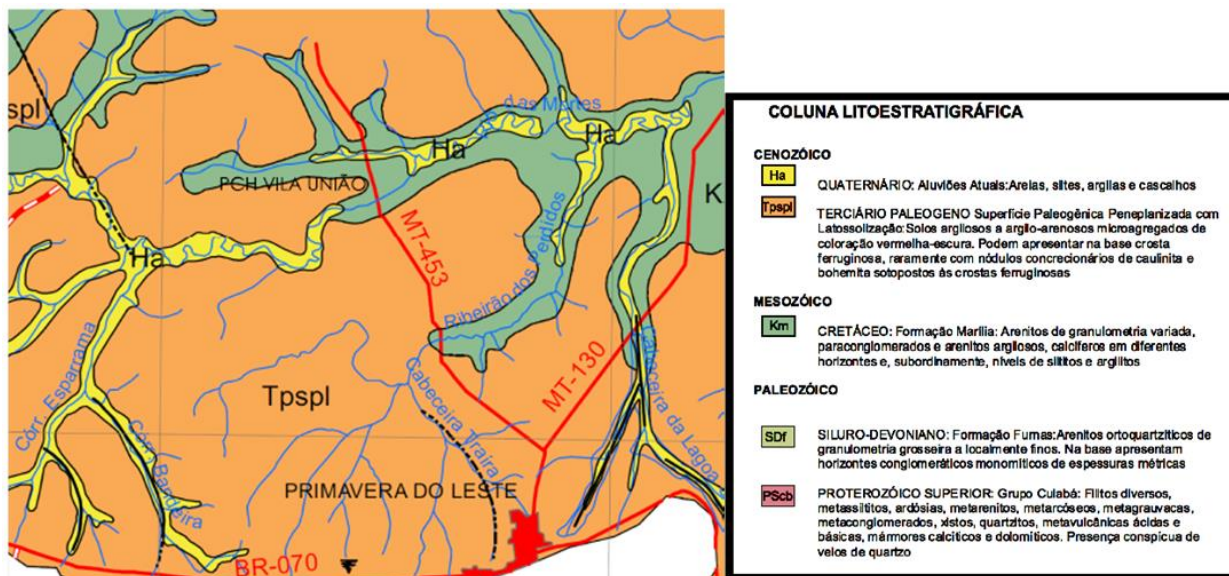 spl
d as Mortes
Ha
Ha
PCH VILA UNIÃO
K
MT-453
Ribeirão dos Perdidos
Ha
Córr. Esparrama
Tpspl
Cabeceira Traíra
MT-130
Cabeceira da Lagoa
Córr. Bandeira
PRIMAVERA DO LESTE
BR-070
COLUNA LITOESTRATIGRÁFICA
CENOZÓICO
Ha
QUATERNÁRIO: Aluviões Atuais:Areias, siltes, argilas e cascalhos
Tpspl
TERCIÁRIO PALEOGENO Superfície Paleogênica Peneplanizada com
Latossolização:Solos argilosos a argilo-arenosos microagregados de
coloração vermelha-escura. Podem apresentar na base crosta
ferruginosa, raramente com nódulos concrecionários de caulinita e
bohemita sotopostos às crostas ferruginosas
MESOZÓICO
Km
CRETÁCEO: Formação Marília: Arenitos de granulometria variada,
paraconglomerados e arenitos argilosos, calcíferos em diferentes
horizontes e, subordinamente, níveis de siltitos e argilitos
PALEOZÓICO
SDf
SILURO-DEVONIANO: Formação Furnas:Arenitos ortoquartzíticos de
granulometria grosseira a localmente finos. Na base apresentam
horizontes conglomeráticos monomíticos de espessuras métricas
PScb
PROTEROZÓICO SUPERIOR: Grupo Cuiabá: Filitos diversos,
metassiltitos, ardósias, metarenitos, metarcóseos, metagrauvacas,
metaconglomerados, xistos, quartzitos, metavulcânicas ácidas e
básicas, mármores calcíticos e dolomíticos. Presença conspícua de
veios de quartzo